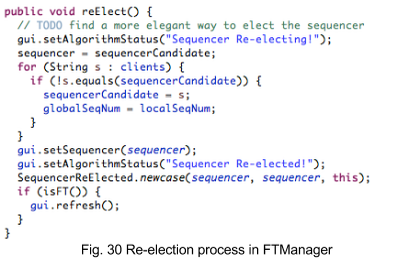 public void reElect() {
// TODO find a more elegant way to elect the sequencer
gui.setAlgorithmStatus("Sequencer Re-electing!");
sequencer = sequencerCandidate;
for (String s : clients) {
if (!s.equals(sequencerCandidate)) {
sequencerCandidate = s;
globalSeqNum = localSeqNum;
}
}
gui.setSequencer(sequencer);
gui.setAlgorithmStatus("Sequencer Re-elected!");
SequencerReElected.newcase(sequencer, sequencer, this);
if (isFT()) {
gui.refresh();
}
}
Fig. 30 Re-election process in FTManager